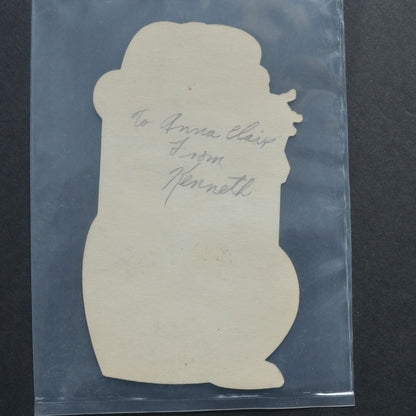 To Anna Clair
From
Kenneth